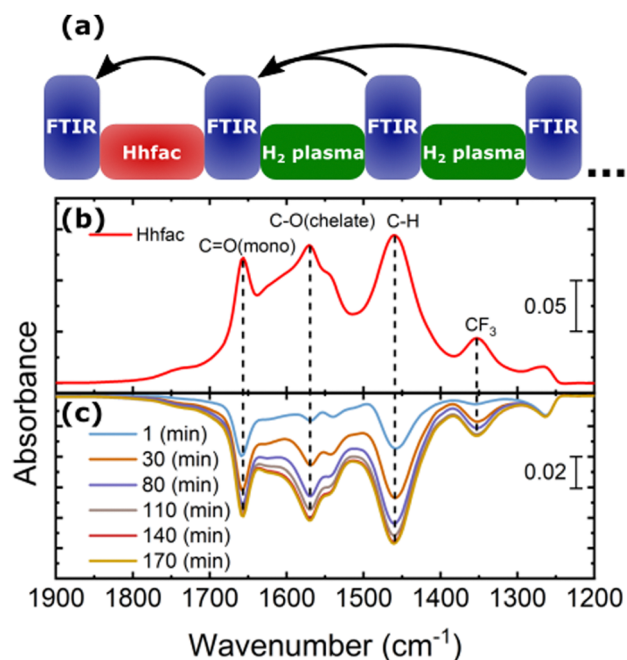 (a)
FTIR Hhfac FTIR H₂ plasma FTIR H₂ plasma FTIR ...
(b)
Hhfac
C=O(mono)
C-O(chelate)
C-H
CF₃
0.05
(c)
1 (min)
30 (min)
80 (min)
110 (min)
140 (min)
170 (min)
0.02
Absorbance
1900 1800 1700 1600 1500 1400 1300 1200
Wavenumber (cm⁻¹)